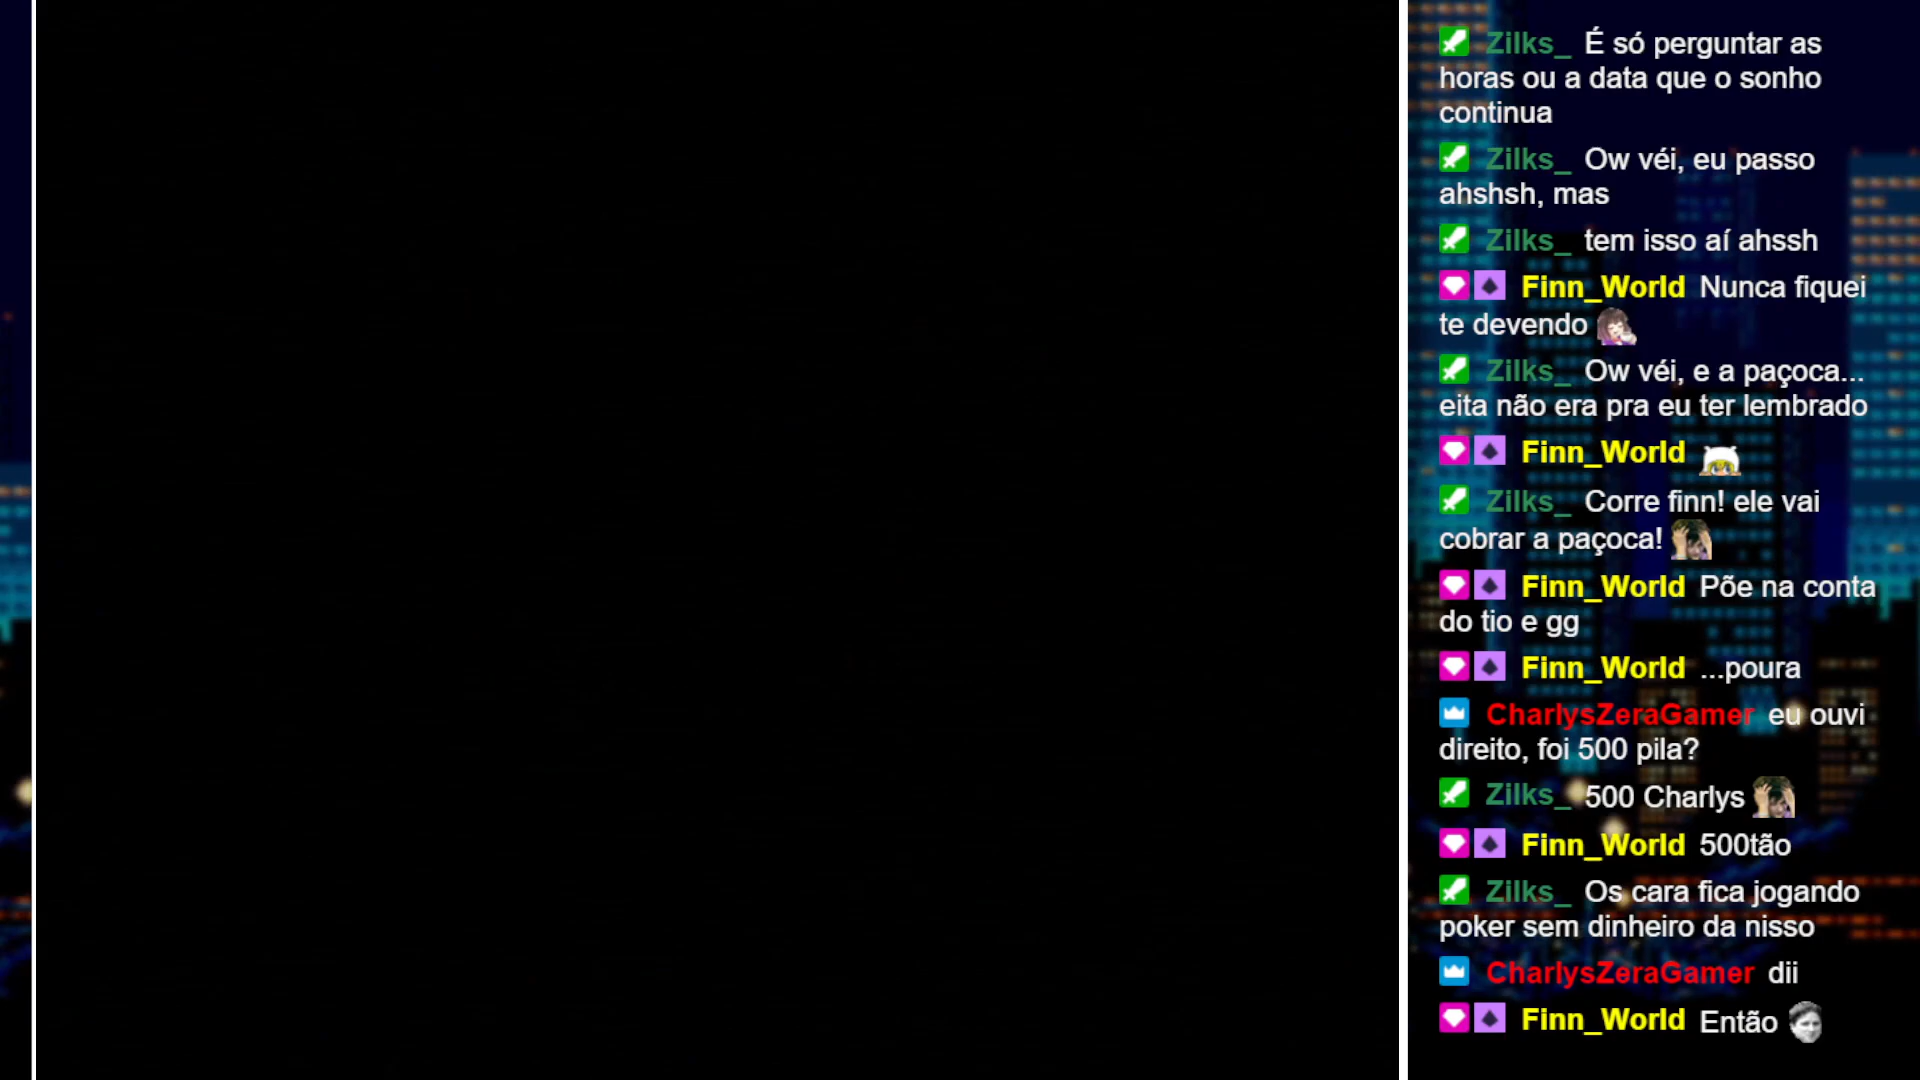 Zilks_ É só perguntar as
horas ou a data que o sonho
continua
Zilks_ Ow véi, eu passo
ahshsh, mas
Zilks_ tem isso aí ahssh
Finn_World Nunca fiquei
te devendo
Zilks_ Ow véi, e a paçoca...
eita não era pra eu ter lembrado
Finn_World
Zilks_ Corre finn! ele vai
cobrar a paçoca!
Finn_World Põe na conta
do tio e gg
Finn_World ...poura
CharlysZeraGamer eu ouvi
direito, foi 500 pila?
Zilks_ 500 Charlys
Finn_World 500tão
Zilks_ Os cara fica jogando
poker sem dinheiro da nisso
CharlysZeraGamer dii
Finn_World Então